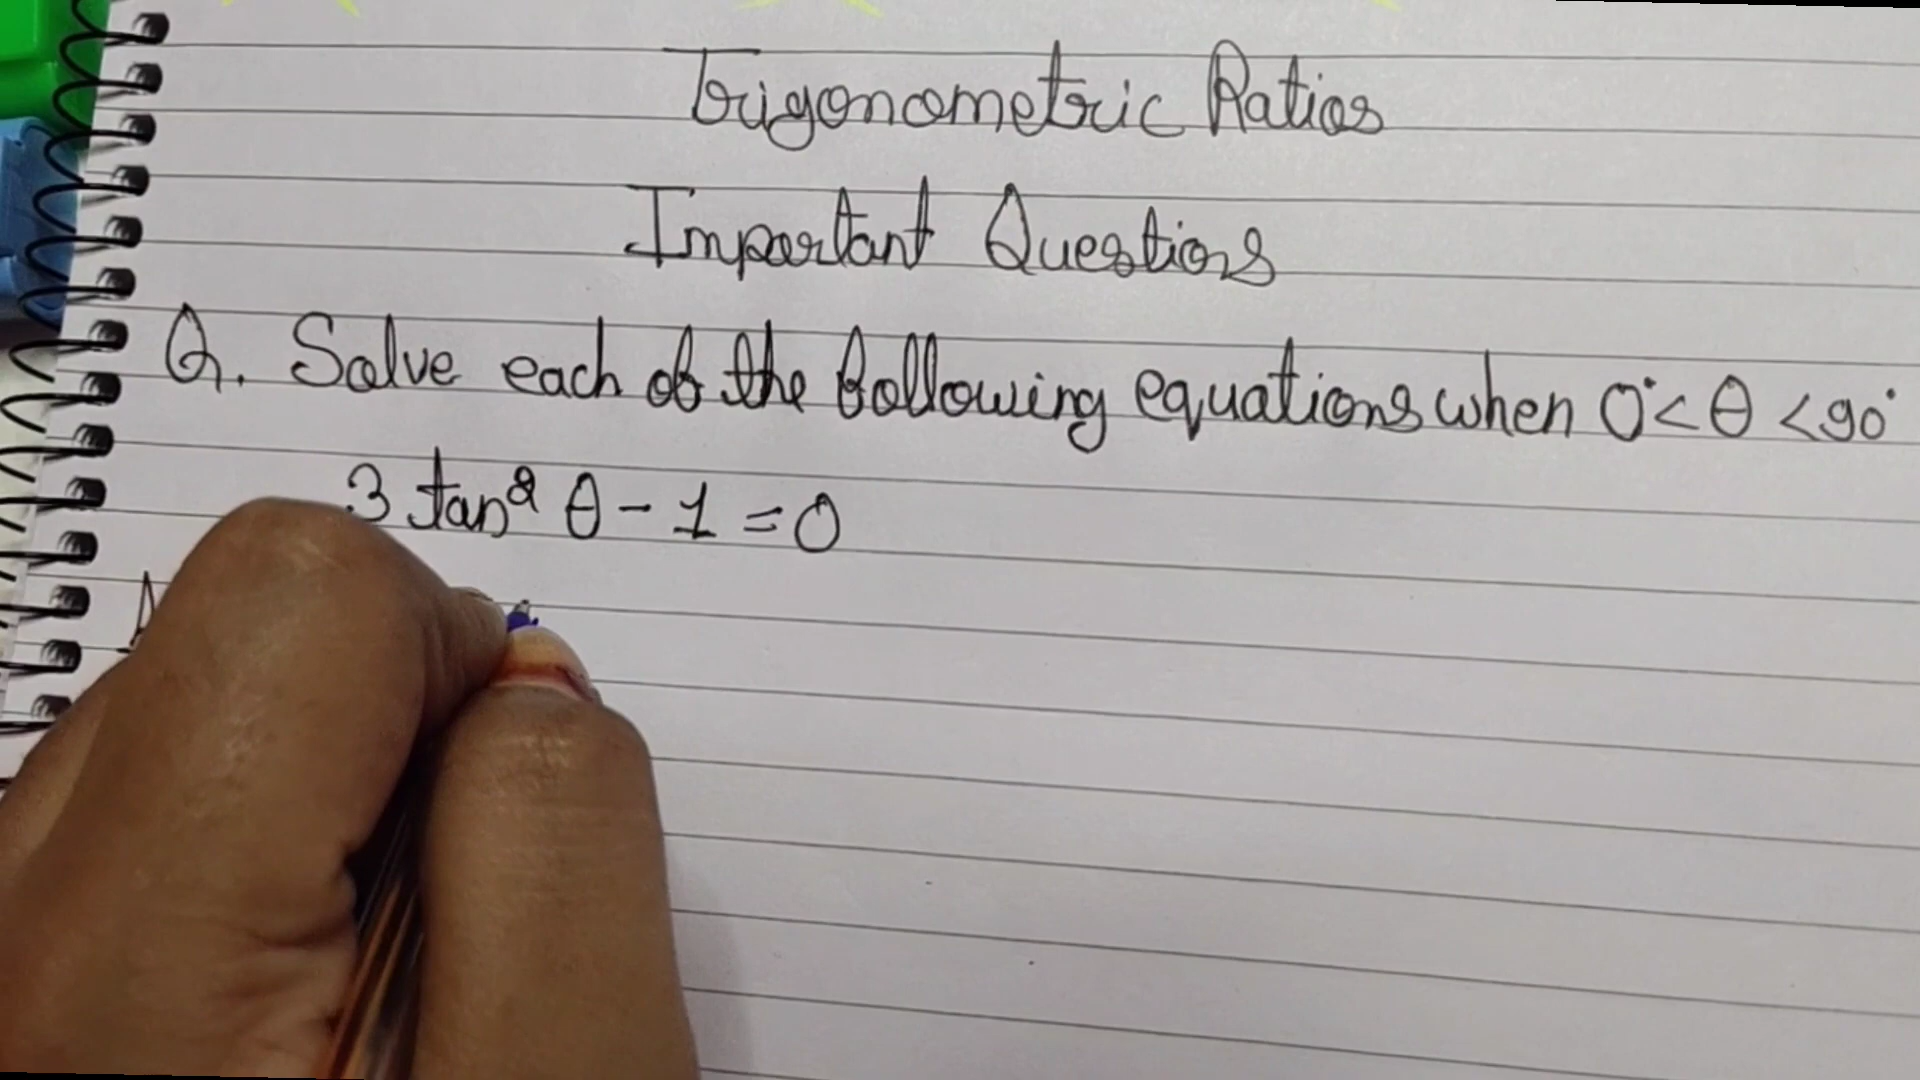 Trigonometric Ratios
Important Questions
Q. Solve each of the following equations when 0°<θ<90°
3 tan² θ - 1 = 0